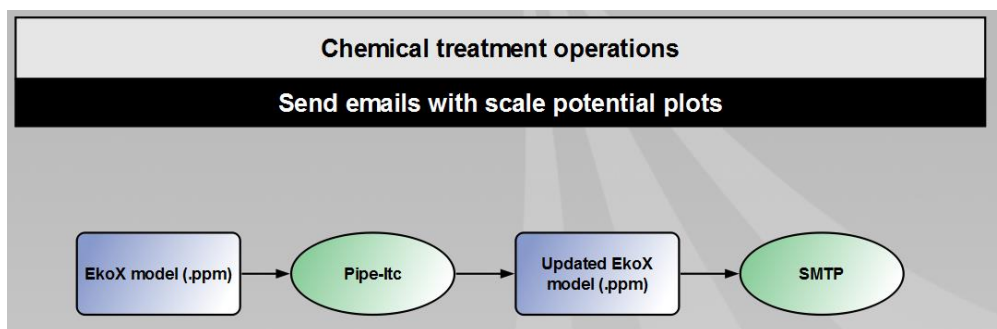 Chemical treatment operations
Send emails with scale potential plots
EkoX model (.ppm)
Pipe-Itc
Updated EkoX
model (.ppm)
SMTP